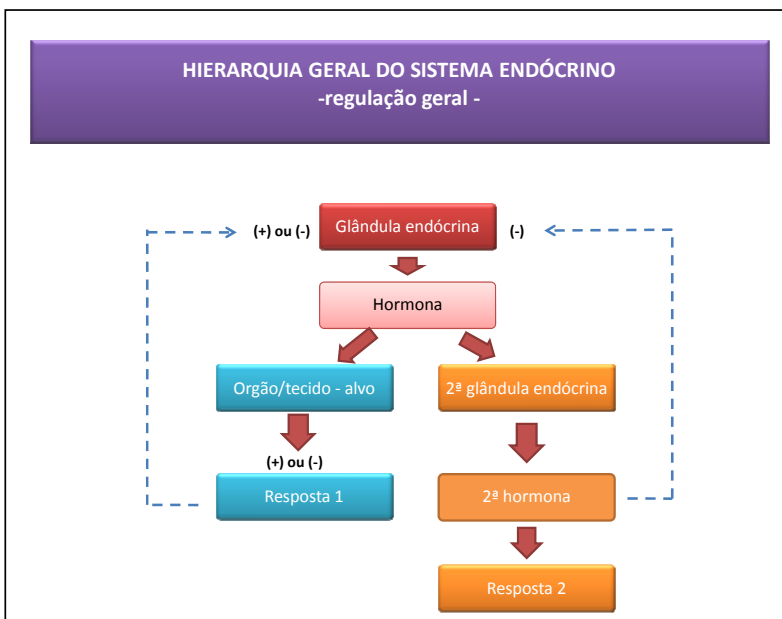 HIERARQUIA GERAL DO SISTEMA ENDÓCRINO
-regulação geral -
(+) ou (-)
Glândula endócrina
(-)
Hormona
Orgão/tecido - alvo
2ª glândula endócrina
(+) ou (-)
Resposta 1
2ª hormona
Resposta 2